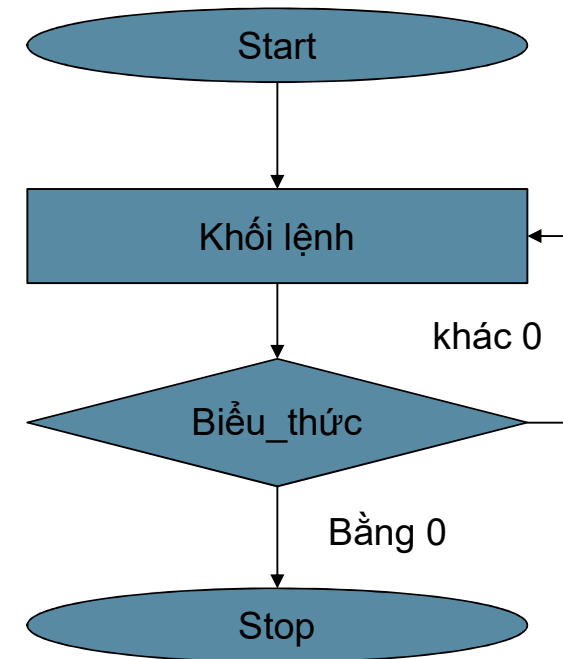 Start
Khối lệnh
khác 0
Biểu_thức
Bằng 0
Stop